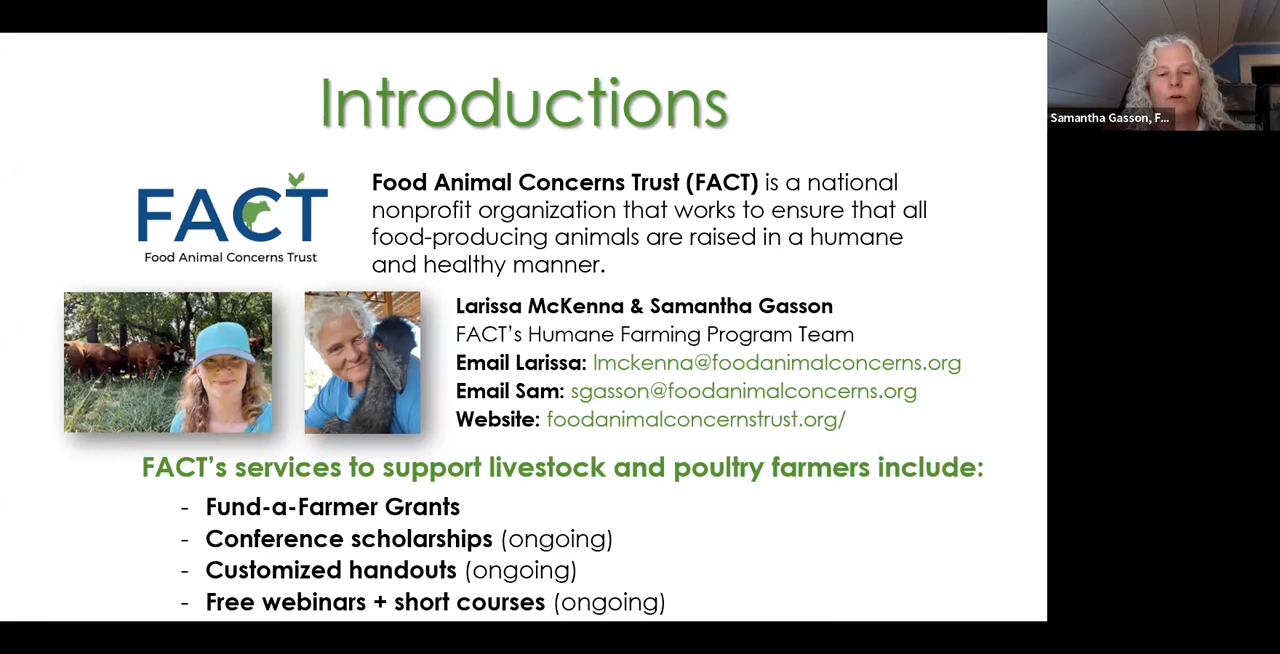 Introductions
FACT
Food Animal Concerns Trust
Food Animal Concerns Trust (FACT) is a national
nonprofit organization that works to ensure that all
food-producing animals are raised in a humane
and healthy manner.
Larissa McKenna & Samantha Gasson
FACT's Humane Farming Program Team
Email Larissa: lmckenna@foodanimalconcerns.org
Email Sam: sgasson@foodanimalconcerns.org
Website: foodanimalconcernstrust.org/
FACT's services to support livestock and poultry farmers include:
- Fund-a-Farmer Grants
- Conference scholarships (ongoing)
- Customized handouts (ongoing)
- Free webinars + short courses (ongoing)
Samantha Gasson, F...